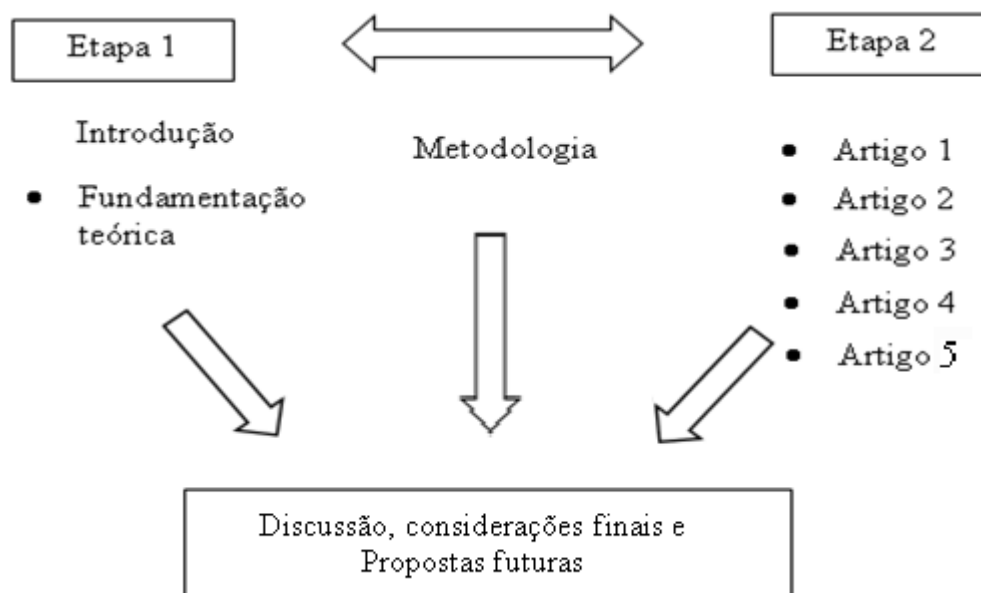 Etapa 1
Introdução
• Fundamentação
teórica
Metodologia
Etapa 2
• Artigo 1
• Artigo 2
• Artigo 3
• Artigo 4
• Artigo 5
Discussão, considerações finais e
Propostas futuras